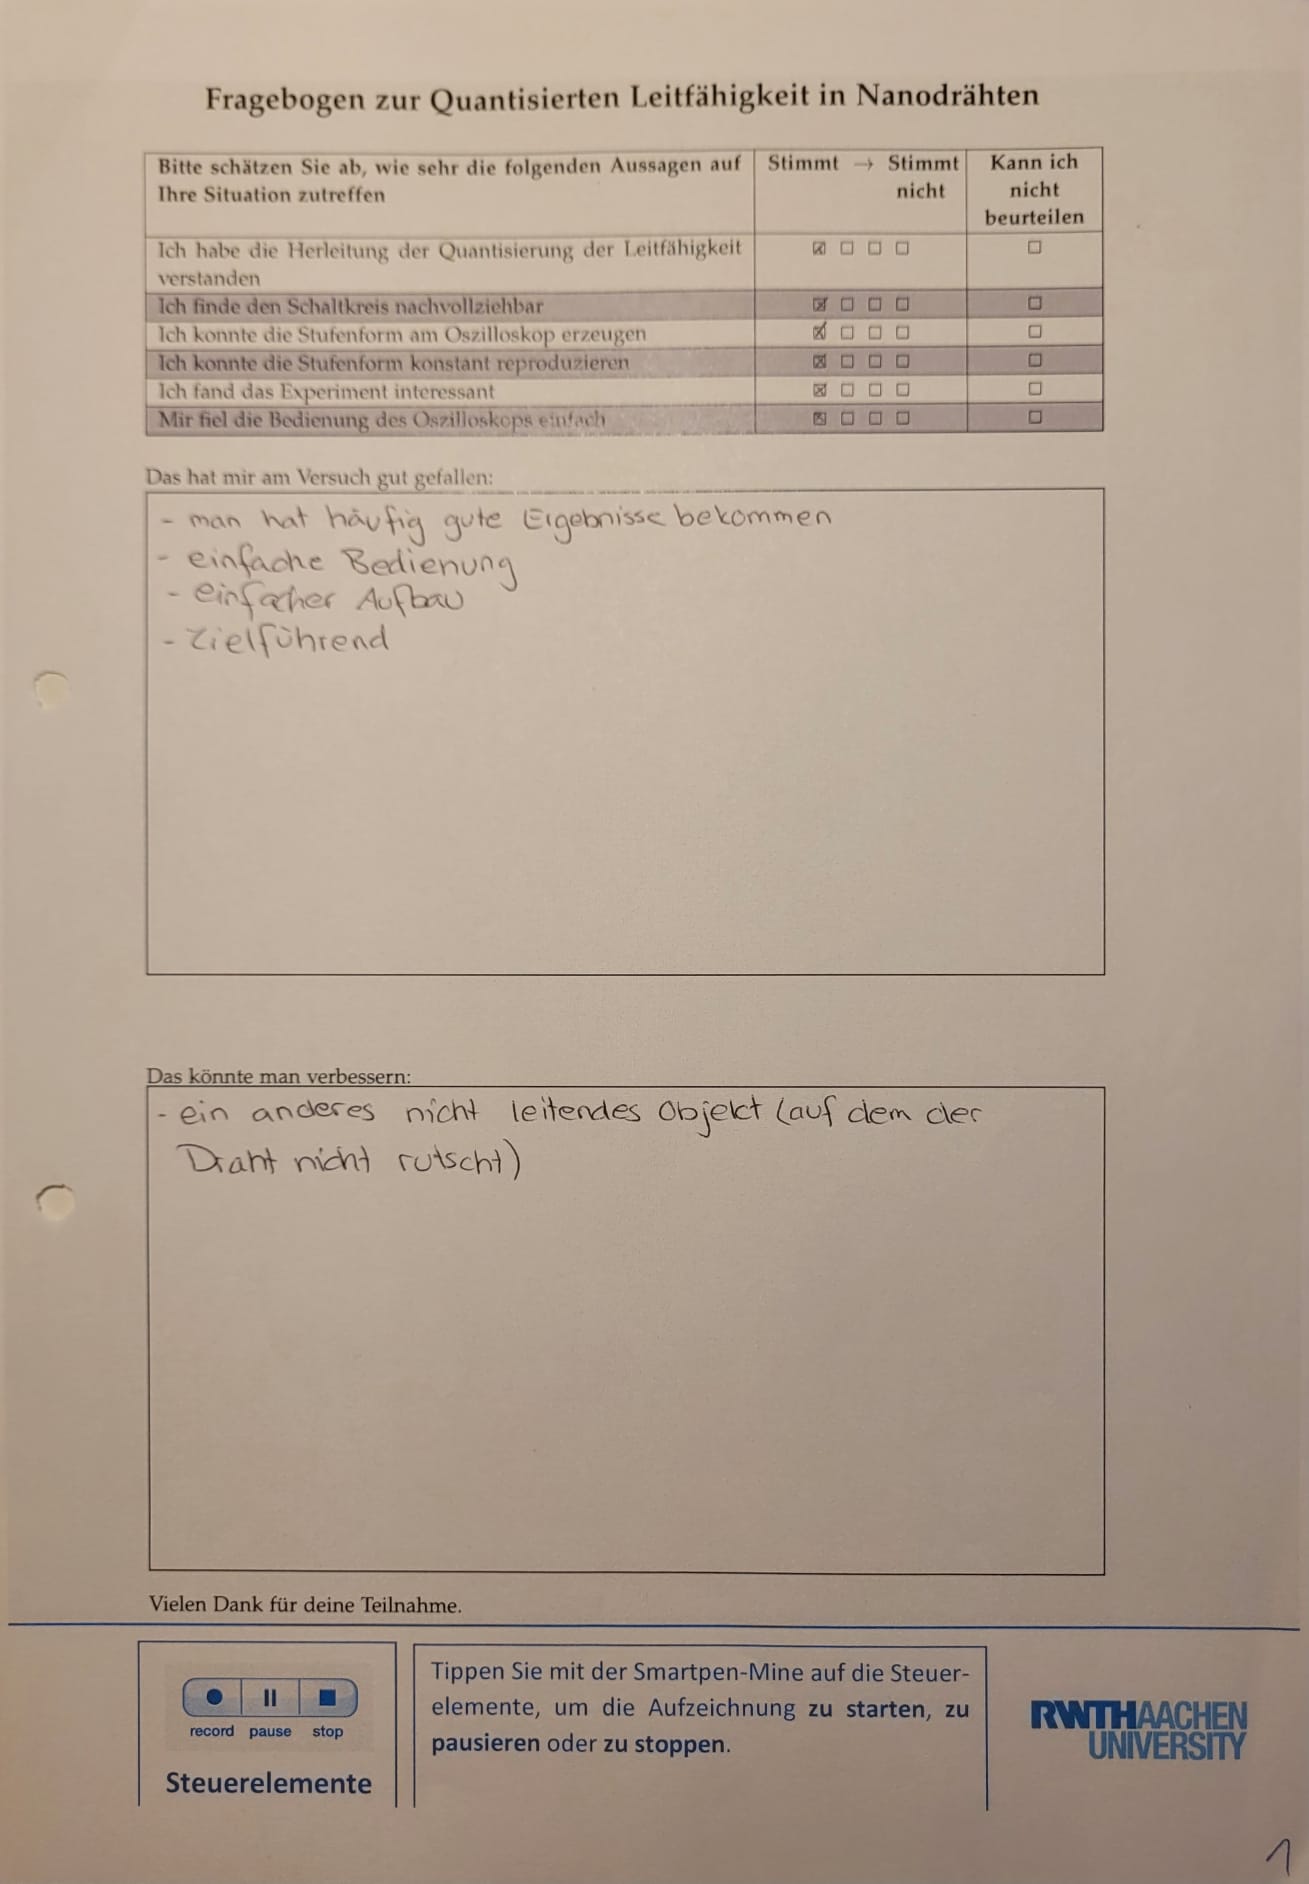 Fragebogen zur Quantisierten Leitfähigkeit in Nanodrähten
Bitte schätzen Sie ab, wie sehr die folgenden Aussagen auf Ihre Situation zutreffen | Stimmt → Stimmt nicht | Kann ich nicht beurteilen
Ich habe die Herleitung der Quantisierung der Leitfähigkeit verstanden ☒ ☐ ☐ ☐ ☐
Ich finde den Schaltkreis nachvollziehbar ☒ ☐ ☐ ☐ ☐
Ich konnte die Stufenform am Oszilloskop erzeugen ☒ ☐ ☐ ☐ ☐
Ich konnte die Stufenform konstant reproduzieren ☒ ☐ ☐ ☐ ☐
Ich fand das Experiment interessant ☒ ☐ ☐ ☐ ☐
Mir fiel die Bedienung des Oszilloskops einfach ☒ ☐ ☐ ☐ ☐
Das hat mir am Versuch gut gefallen:
- man hat häufig gute Ergebnisse bekommen
- einfache Bedienung
- einfacher Aufbau
- zielführend
Das könnte man verbessern:
- ein anderes nicht leitendes Objekt (auf dem der
Draht nicht rutscht)
Vielen Dank für deine Teilnahme.
record pause stop
Steuerelemente
Tippen Sie mit der Smartpen-Mine auf die Steuer-
elemente, um die Aufzeichnung zu starten, zu
pausieren oder zu stoppen.
RWTHAACHEN
UNIVERSITY
1